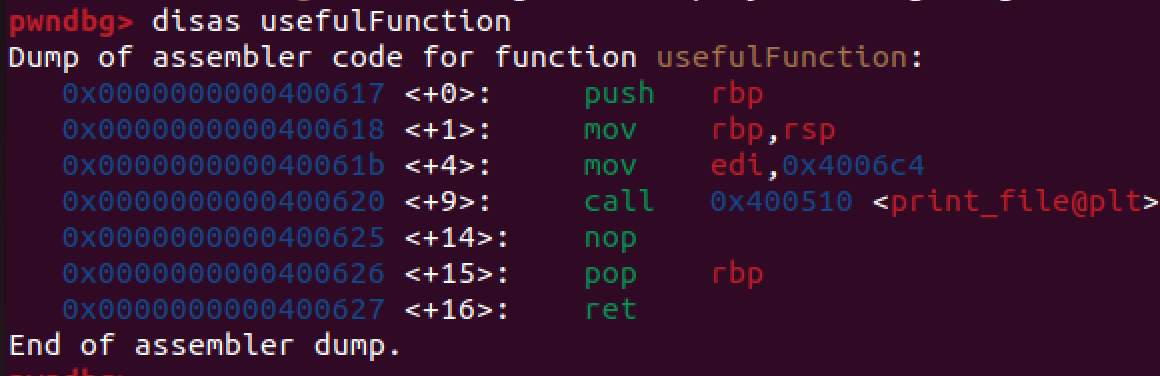 pwndbg> disas usefulFunction
Dump of assembler code for function usefulFunction:
   0x0000000000400617 <+0>:     push   rbp
   0x0000000000400618 <+1>:     mov    rbp,rsp
   0x000000000040061b <+4>:     mov    edi,0x4006c4
   0x0000000000400620 <+9>:     call   0x400510 <print_file@plt>
   0x0000000000400625 <+14>:    nop
   0x0000000000400626 <+15>:    pop    rbp
   0x0000000000400627 <+16>:    ret
End of assembler dump.